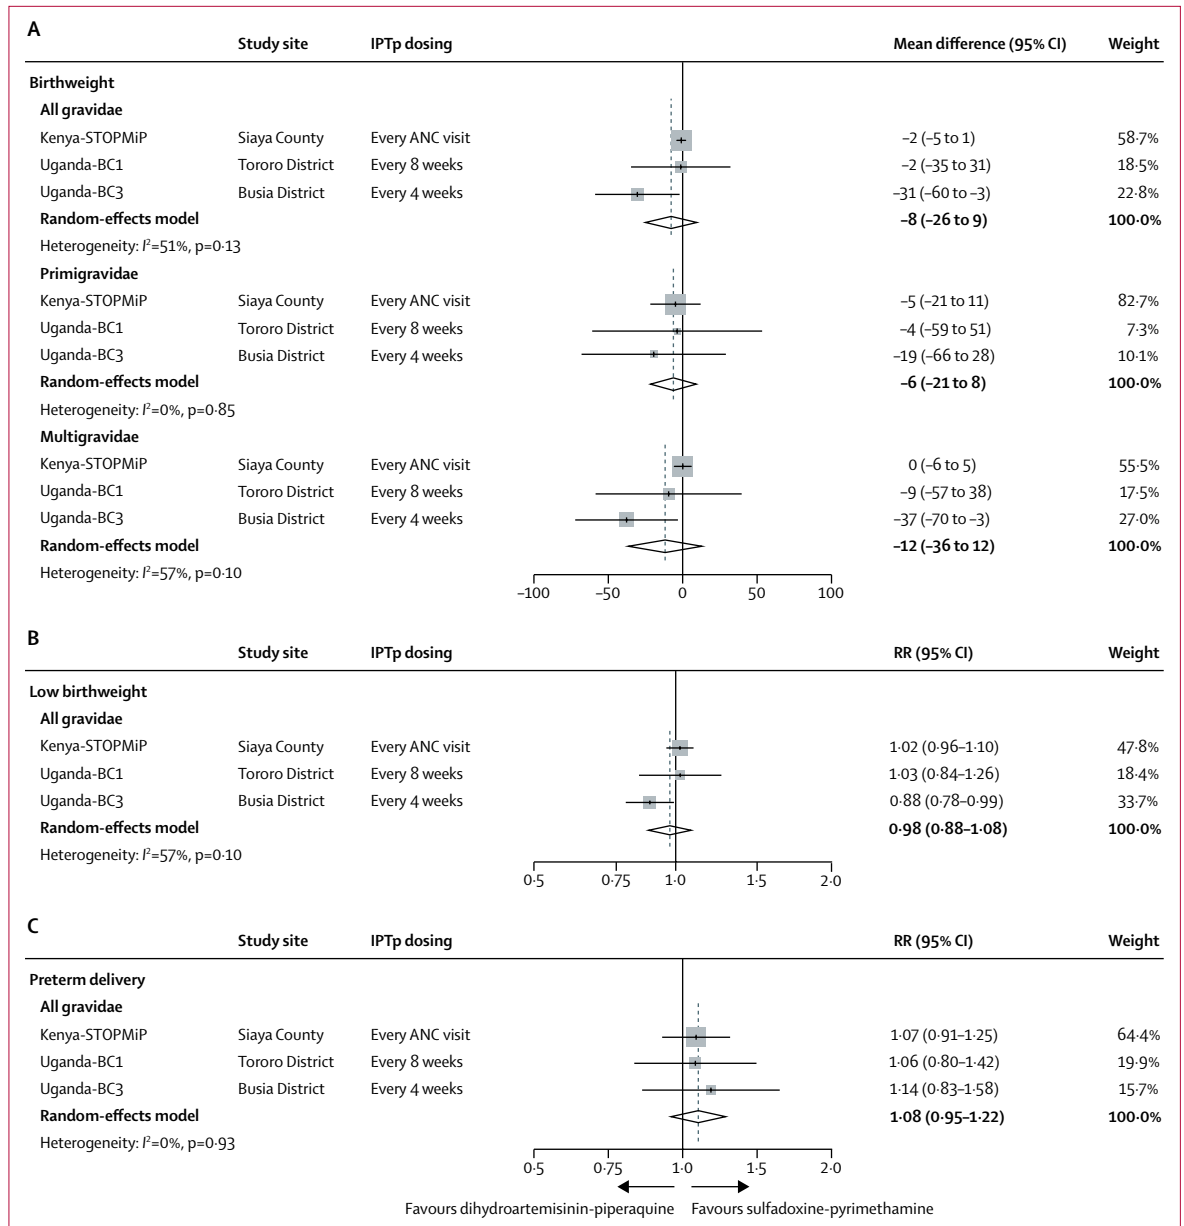 A
Study site IPTp dosing Mean difference (95% CI) Weight
Birthweight
All gravidae
Kenya-STOPMiP Siaya County Every ANC visit –2 (–5 to 1) 58·7%
Uganda-BC1 Tororo District Every 8 weeks –2 (–35 to 31) 18·5%
Uganda-BC3 Busia District Every 4 weeks –31 (–60 to –3) 22·8%
Random-effects model –8 (–26 to 9) 100·0%
Heterogeneity: I²=51%, p=0·13
Primigravidae
Kenya-STOPMiP Siaya County Every ANC visit –5 (–21 to 11) 82·7%
Uganda-BC1 Tororo District Every 8 weeks –4 (–59 to 51) 7·3%
Uganda-BC3 Busia District Every 4 weeks –19 (–66 to 28) 10·1%
Random-effects model –6 (–21 to 8) 100·0%
Heterogeneity: I²=0%, p=0·85
Multigravidae
Kenya-STOPMiP Siaya County Every ANC visit 0 (–6 to 5) 55·5%
Uganda-BC1 Tororo District Every 8 weeks –9 (–57 to 38) 17·5%
Uganda-BC3 Busia District Every 4 weeks –37 (–70 to –3) 27·0%
Random-effects model –12 (–36 to 12) 100·0%
Heterogeneity: I²=57%, p=0·10
–100 –50 0 50 100
B
Study site IPTp dosing RR (95% CI) Weight
Low birthweight
All gravidae
Kenya-STOPMiP Siaya County Every ANC visit 1·02 (0·96–1·10) 47·8%
Uganda-BC1 Tororo District Every 8 weeks 1·03 (0·84–1·26) 18·4%
Uganda-BC3 Busia District Every 4 weeks 0·88 (0·78–0·99) 33·7%
Random-effects model 0·98 (0·88–1·08) 100·0%
Heterogeneity: I²=57%, p=0·10
0·5 0·75 1·0 1·5 2·0
C
Study site IPTp dosing RR (95% CI) Weight
Preterm delivery
All gravidae
Kenya-STOPMiP Siaya County Every ANC visit 1·07 (0·91–1·25) 64·4%
Uganda-BC1 Tororo District Every 8 weeks 1·06 (0·80–1·42) 19·9%
Uganda-BC3 Busia District Every 4 weeks 1·14 (0·83–1·58) 15·7%
Random-effects model 1·08 (0·95–1·22) 100·0%
Heterogeneity: I²=0%, p=0·93
0·5 0·75 1·0 1·5 2·0
Favours dihydroartemisinin-piperaquine Favours sulfadoxine-pyrimethamine